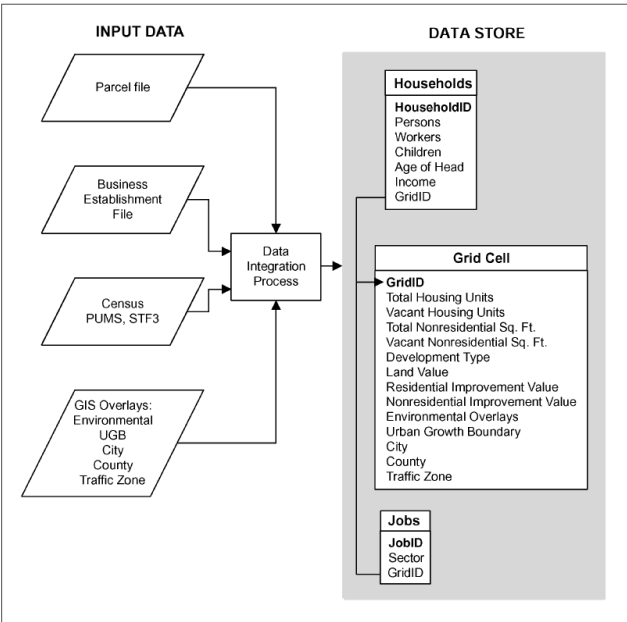 INPUT DATA
Parcel file
Business
Establishment
File
Census
PUMS, STF3
GIS Overlays:
Environmental
UGB
City
County
Traffic Zone
Data
Integration
Process
DATA STORE
Households
HouseholdID
Persons
Workers
Children
Age of Head
Income
GridID
Grid Cell
GridID
Total Housing Units
Vacant Housing Units
Total Nonresidential Sq. Ft.
Vacant Nonresidential Sq. Ft.
Development Type
Land Value
Residential Improvement Value
Nonresidential Improvement Value
Environmental Overlays
Urban Growth Boundary
City
County
Traffic Zone
Jobs
JobID
Sector
GridID